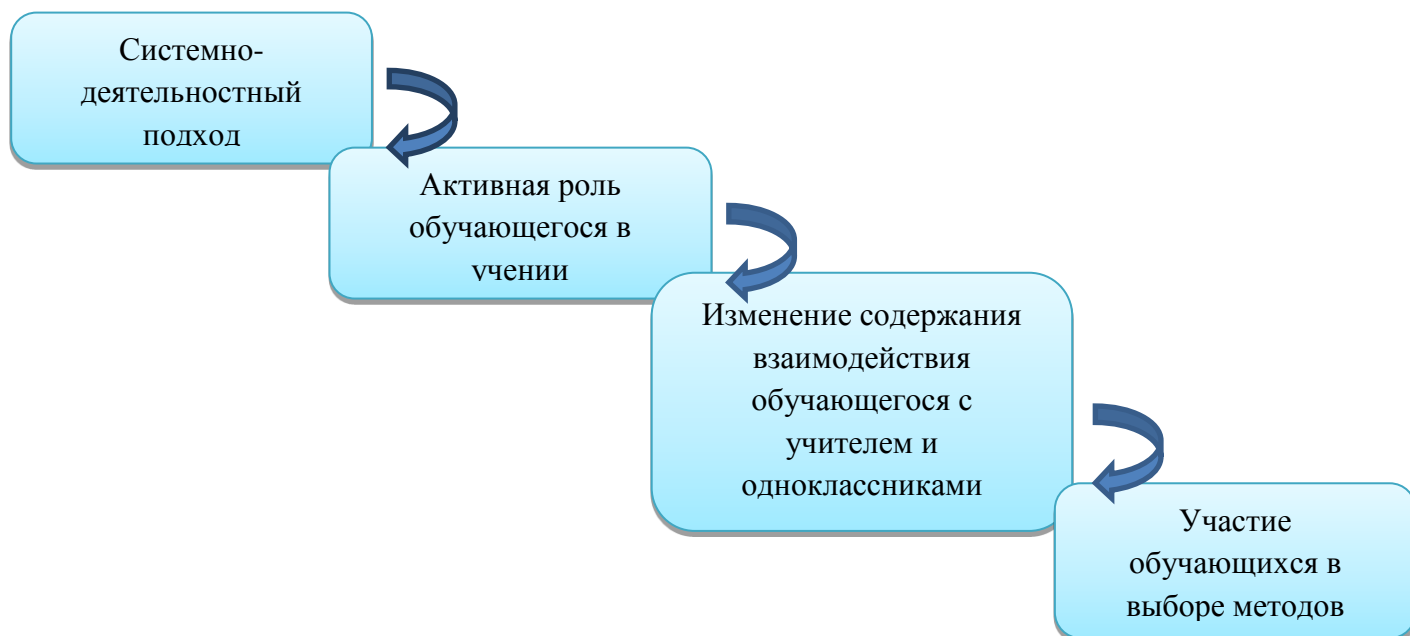 Системно-
деятельностный
подход
Активная роль
обучающегося в
учении
Изменение содержания
взаимодействия
обучающегося с
учителем и
одноклассниками
Участие
обучающихся в
выборе методов